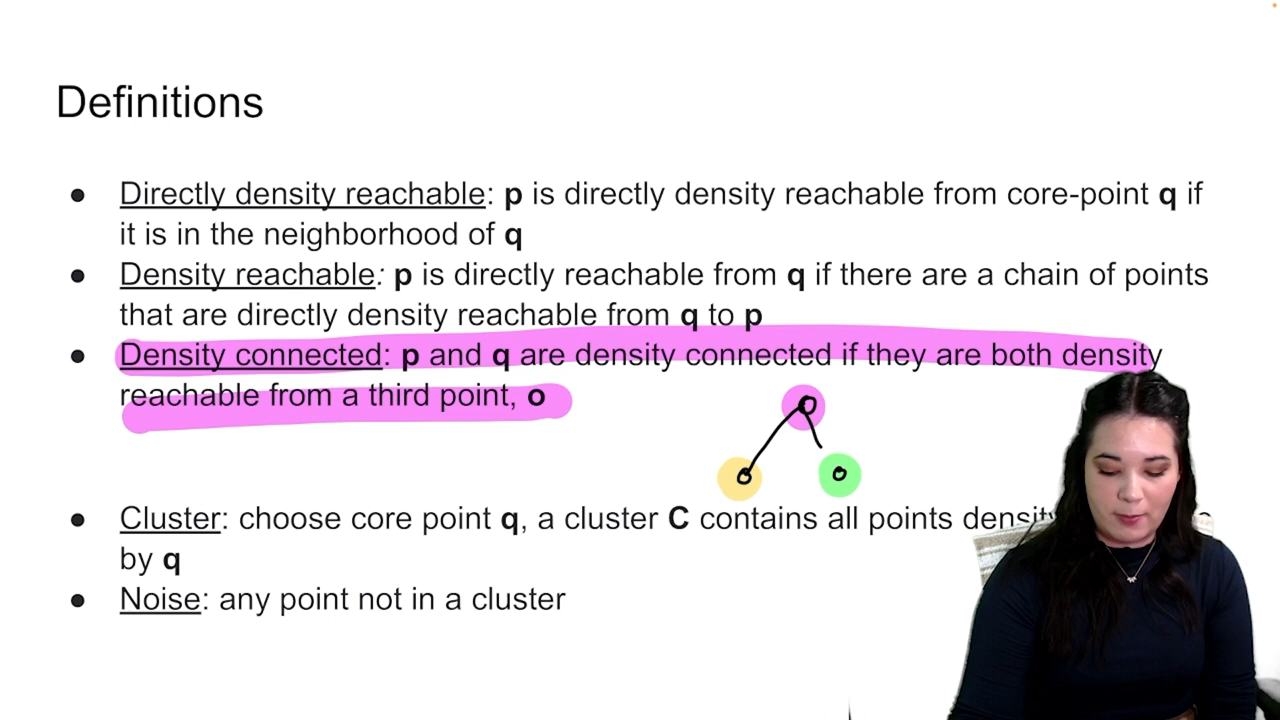 Definitions
● Directly density reachable: p is directly density reachable from core-point q if
it is in the neighborhood of q
● Density reachable: p is directly reachable from q if there are a chain of points
that are directly density reachable from q to p
● Density connected: p and q are density connected if they are both density
reachable from a third point, o
● Cluster: choose core point q, a cluster C contains all points density
by q
● Noise: any point not in a cluster